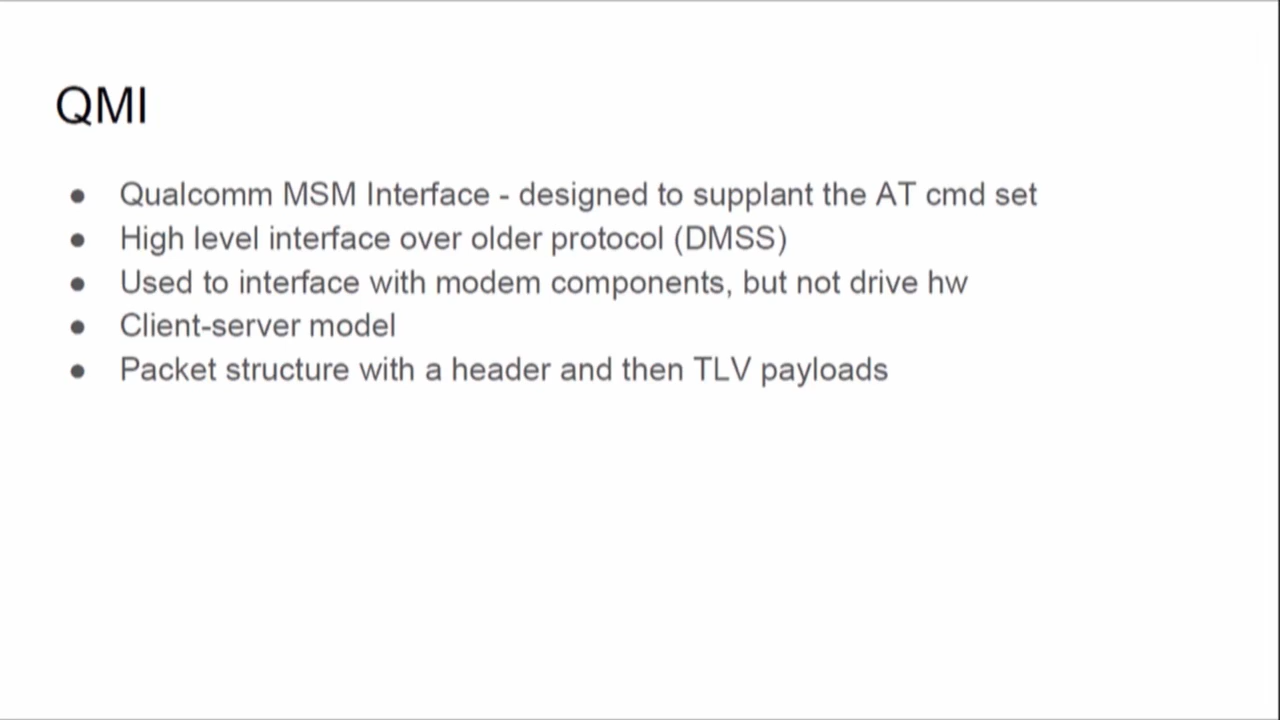 QMI
● Qualcomm MSM Interface - designed to supplant the AT cmd set
● High level interface over older protocol (DMSS)
● Used to interface with modem components, but not drive hw
● Client-server model
● Packet structure with a header and then TLV payloads